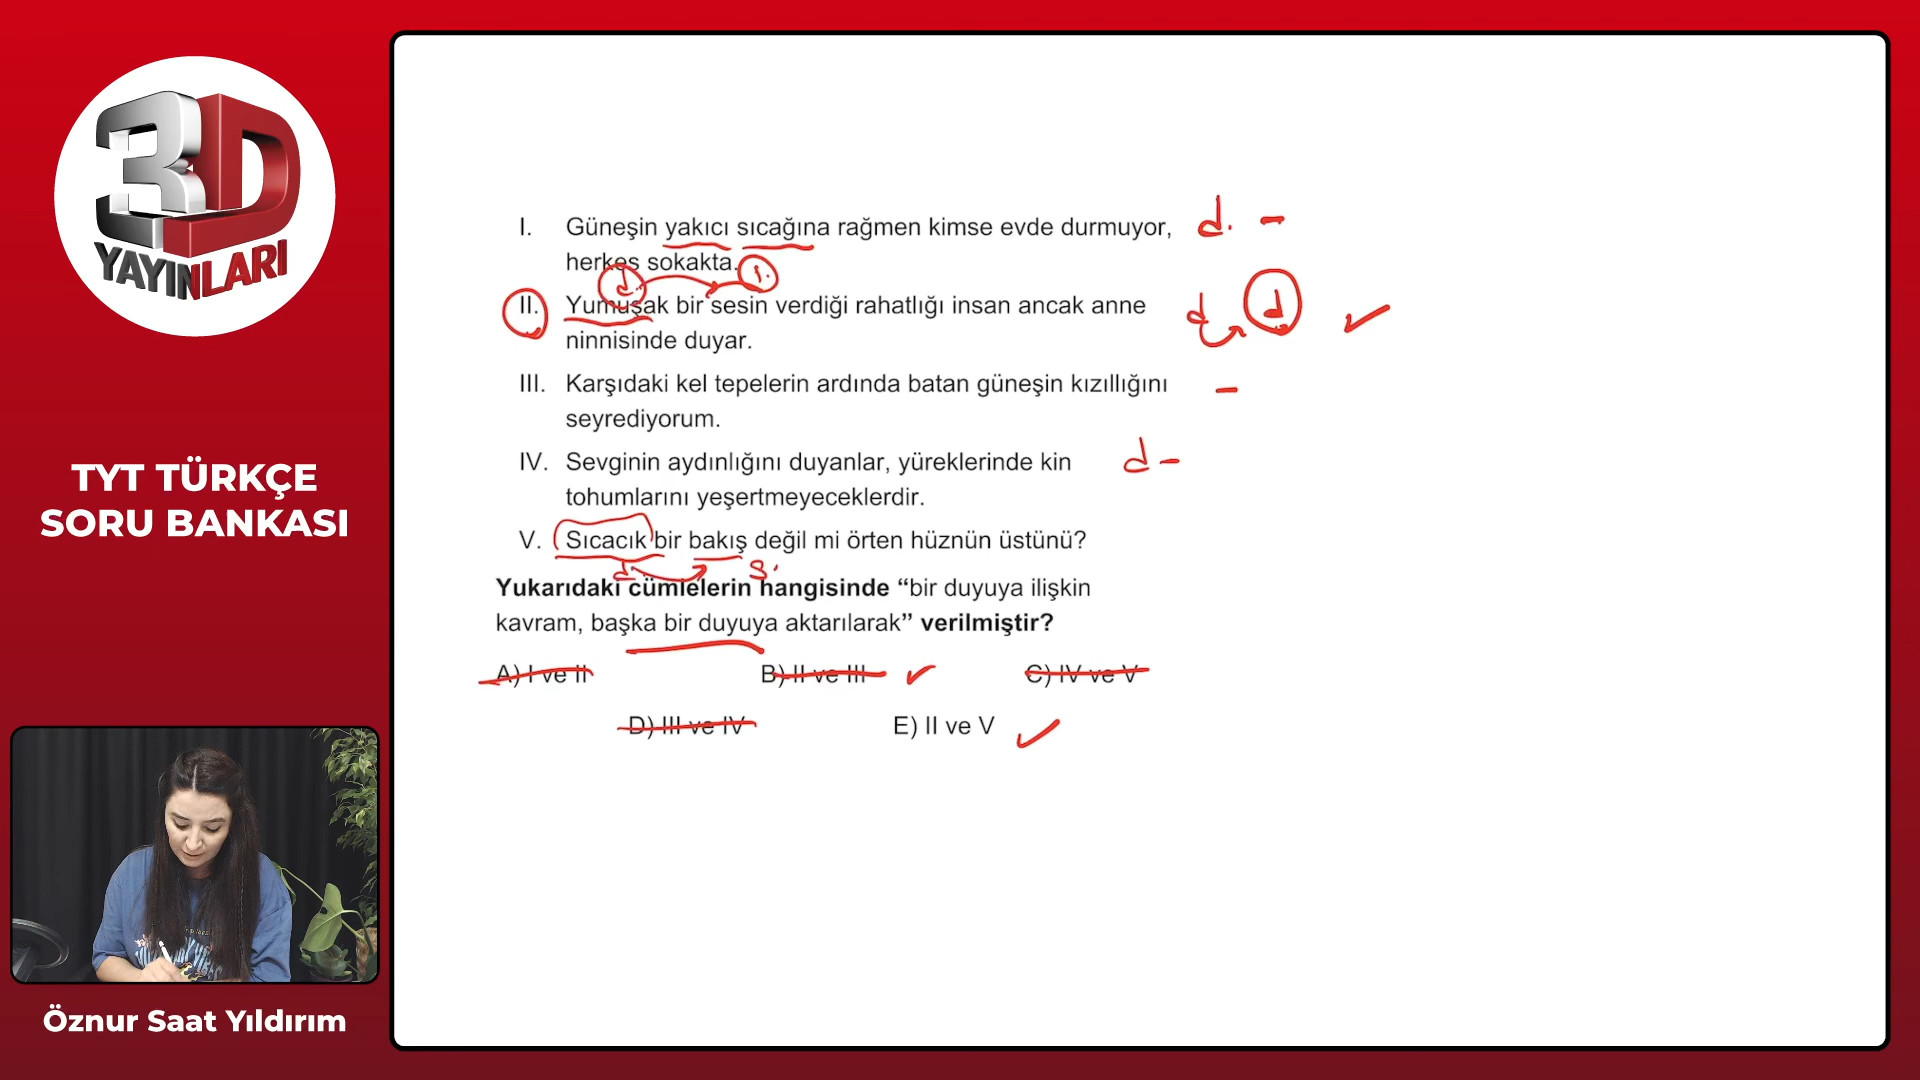 3D
YAYINLARI
TYT TÜRKÇE
SORU BANKASI
Öznur Saat Yıldırım
I. Güneşin yakıcı sıcağına rağmen kimse evde durmuyor, d. -
herkes sokakta.
d
II. Yumuşak bir sesin verdiği rahatlığı insan ancak anne d d
ninnisinde duyar.
III. Karşıdaki kel tepelerin ardında batan güneşin kızıllığını -
seyrediyorum.
IV. Sevginin aydınlığını duyanlar, yüreklerinde kin d -
tohumlarını yeşertmeyeceklerdir.
V. Sıcacık bir bakış değil mi örten hüznün üstünü?
d
Yukarıdaki cümlelerin hangisinde “bir duyuya ilişkin
kavram, başka bir duyuya aktarılarak” verilmiştir?
A) I ve II B) II ve III C) IV ve V
D) III ve IV E) II ve V